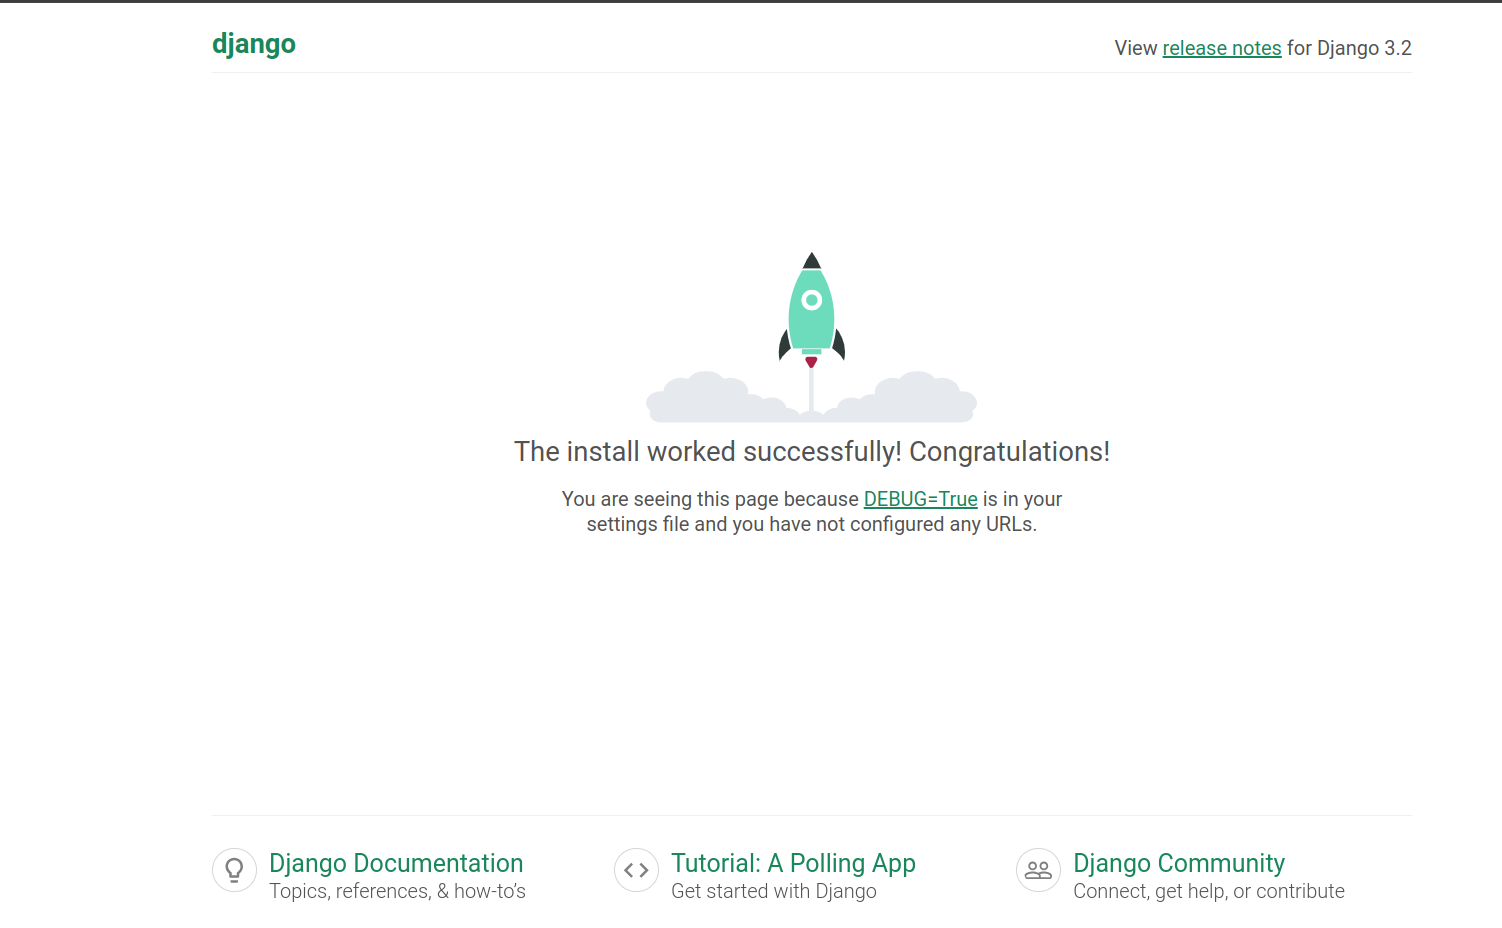 django
View release notes for Django 3.2
The install worked successfully! Congratulations!
You are seeing this page because DEBUG=True is in your
settings file and you have not configured any URLs.
Django Documentation
Topics, references, & how-to’s
Tutorial: A Polling App
Get started with Django
Django Community
Connect, get help, or contribute